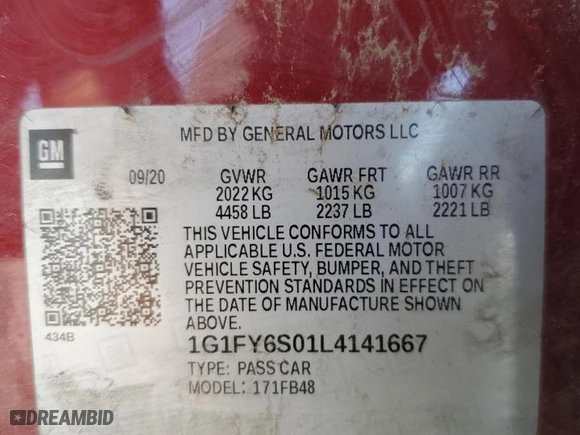 MFD BY GENERAL MOTORS LLC
GM
09/20 GVWR GAWR FRT GAWR RR
2022 KG 1015 KG 1007 KG
4458 LB 2237 LB 2221 LB
THIS VEHICLE CONFORMS TO ALL
APPLICABLE U.S. FEDERAL MOTOR
VEHICLE SAFETY, BUMPER, AND THEFT
PREVENTION STANDARDS IN EFFECT ON
THE DATE OF MANUFACTURE SHOWN
ABOVE.
434B
1G1FY6S01L4141667
TYPE: PASS CAR
MODEL: 171FB48
DREAMBID